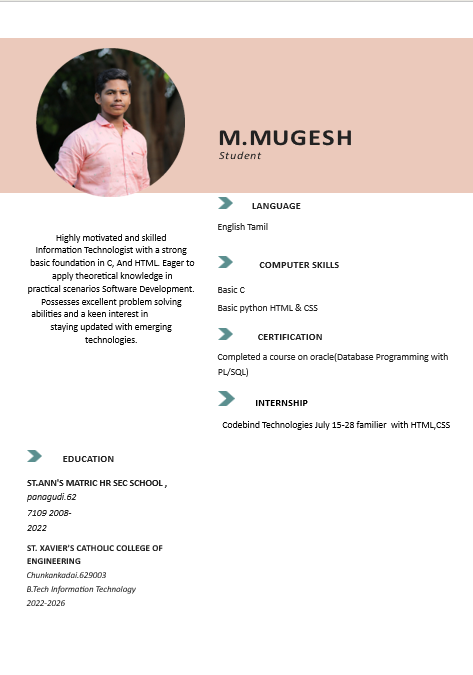 M.MUGESH
Student
Highly motivated and skilled
Information Technologist with a strong
basic foundation in C, And HTML. Eager to
apply theoretical knowledge in
practical scenarios Software Development.
Possesses excellent problem solving
abilities and a keen interest in
staying updated with emerging
technologies.
EDUCATION
ST.ANN'S MATRIC HR SEC SCHOOL ,
panagudi.62
7109 2008-
2022
ST. XAVIER'S CATHOLIC COLLEGE OF
ENGINEERING
Chunkankadai.629003
B.Tech Information Technology
2022-2026
LANGUAGE
English Tamil
COMPUTER SKILLS
Basic C
Basic python HTML & CSS
CERTIFICATION
Completed a course on oracle(Database Programming with
PL/SQL)
INTERNSHIP
Codebind Technologies July 15-28 familier with HTML,CSS